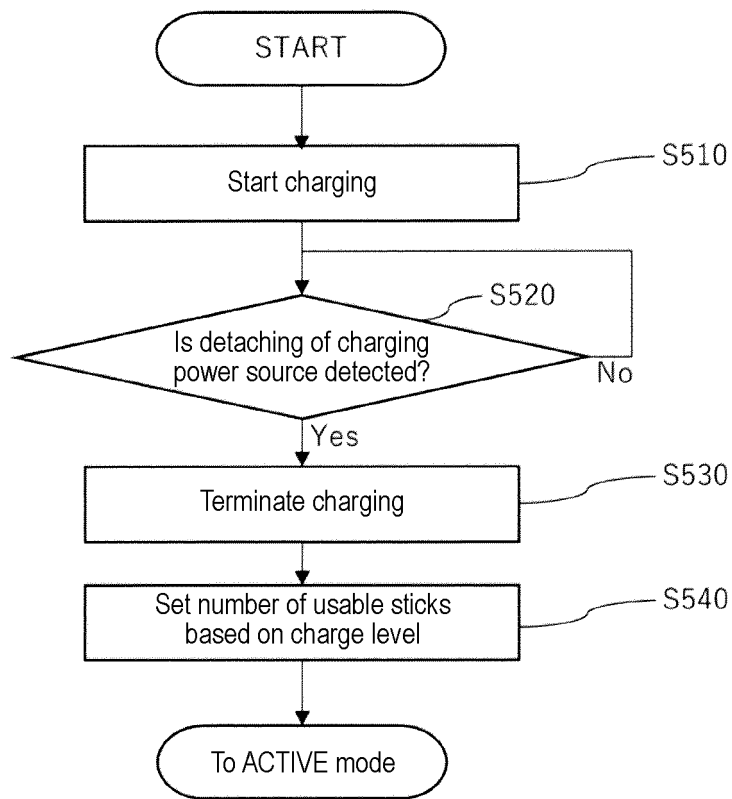 START
Start charging
S510
S520
Is detaching of charging
power source detected?
No
Yes
Terminate charging
S530
Set number of usable sticks
based on charge level
S540
To ACTIVE mode